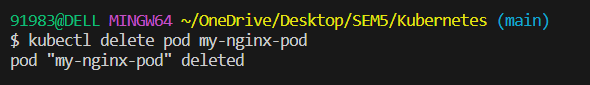 91983@DELL MINGW64 ~/OneDrive/Desktop/SEM5/Kubernetes (main)
$ kubectl delete pod my-nginx-pod
pod "my-nginx-pod" deleted